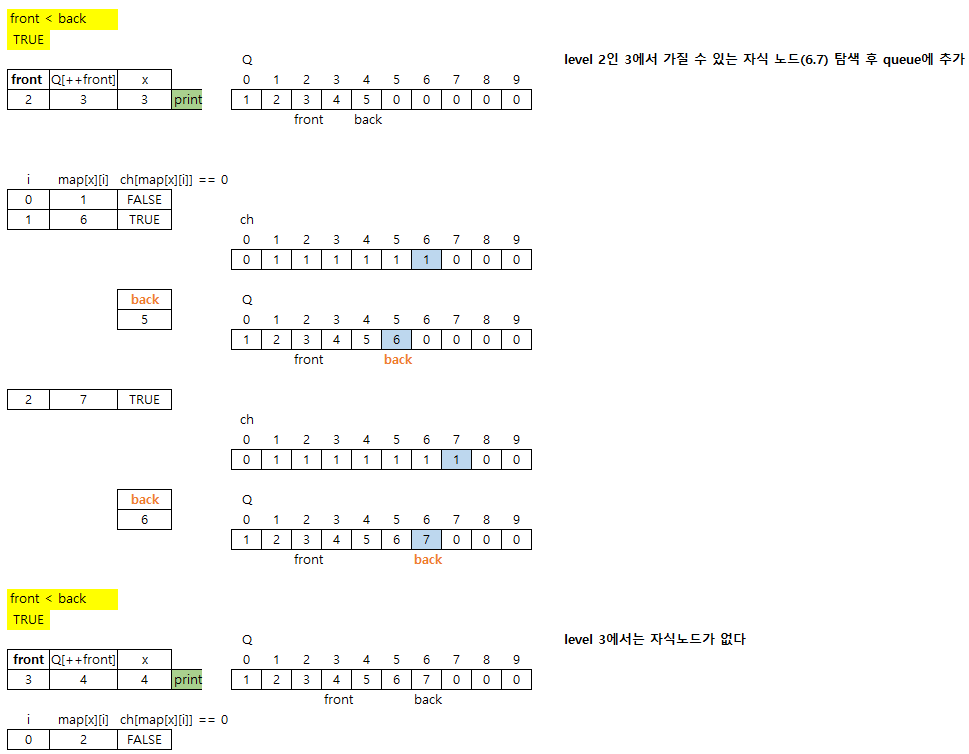 front < back
TRUE
Q
level 2인 3에서 가질 수 있는 자식 노드(6.7) 탐색 후 queue에 추가
front Q[++front] x 0 1 2 3 4 5 6 7 8 9
2 3 3 print 1 2 3 4 5 0 0 0 0 0
front back
i map[x][i] ch[map[x][i]] == 0
0 1 FALSE
1 6 TRUE
ch
0 1 2 3 4 5 6 7 8 9
0 1 1 1 1 1 1 0 0 0
back Q
5 0 1 2 3 4 5 6 7 8 9
1 2 3 4 5 6 0 0 0 0
front back
2 7 TRUE
ch
0 1 2 3 4 5 6 7 8 9
0 1 1 1 1 1 1 1 0 0
back Q
6 0 1 2 3 4 5 6 7 8 9
1 2 3 4 5 6 7 0 0 0
front back
front < back
TRUE
Q
level 3에서는 자식노드가 없다
front Q[++front] x 0 1 2 3 4 5 6 7 8 9
3 4 4 print 1 2 3 4 5 6 7 0 0 0
front back
i map[x][i] ch[map[x][i]] == 0
0 2 FALSE